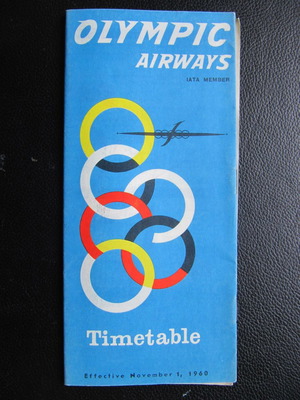 OLYMPIC
AIRWAYS
IATA MEMBER
Timetable
Effective November 1, 1960